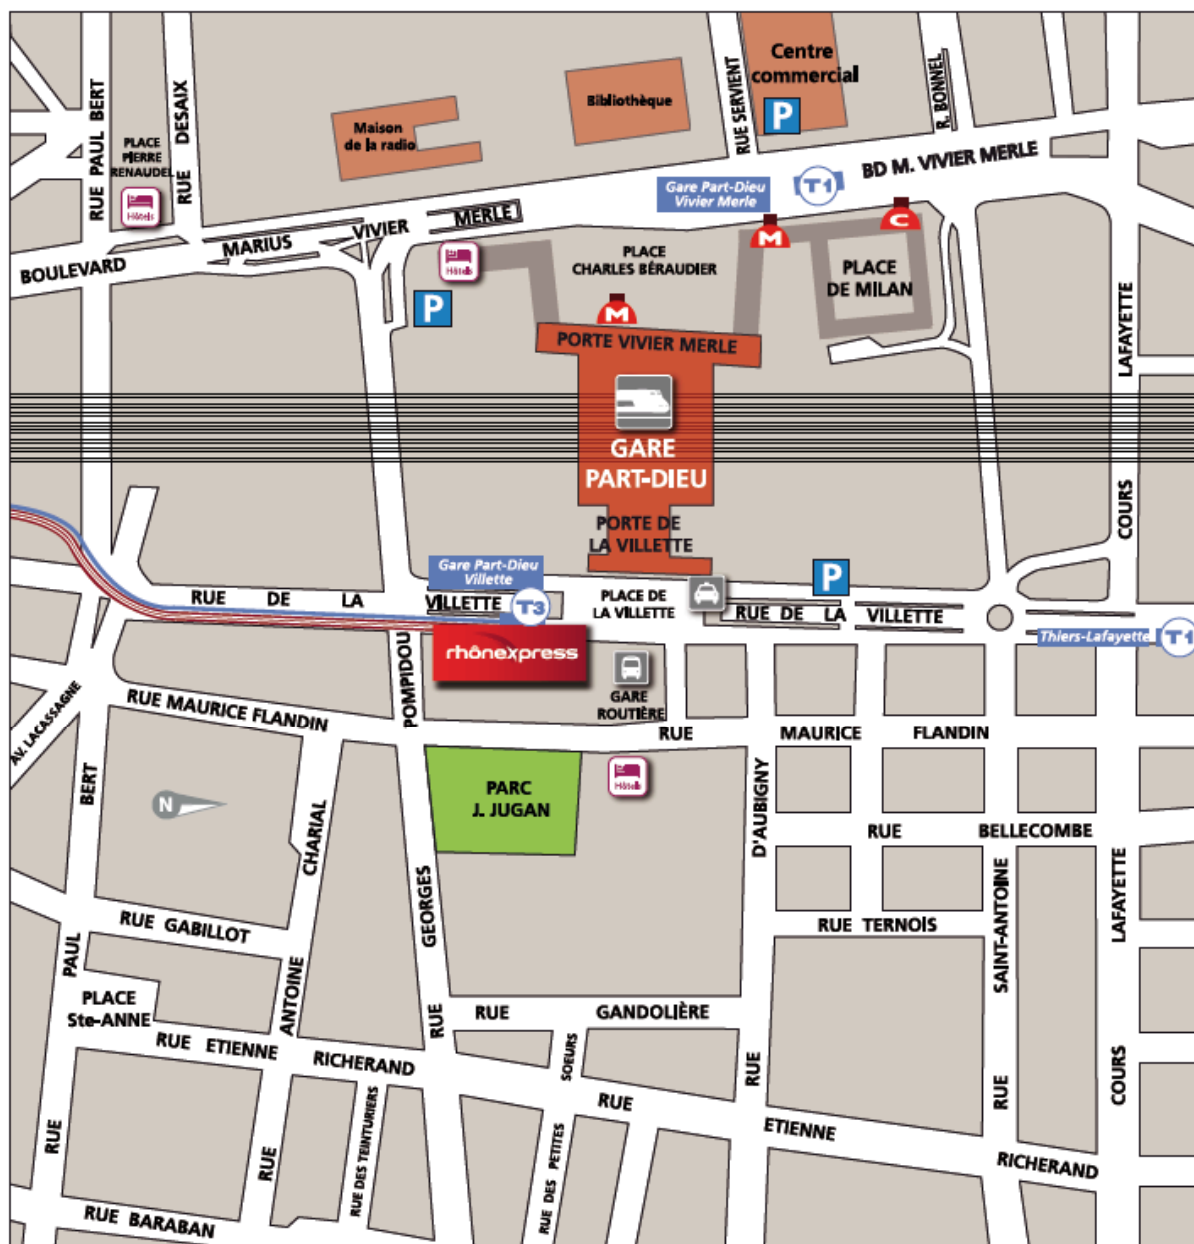 Centre
commercial
P
Bibliothèque
Maison
de la radio
RUE PAUL BERT
RUE DESAIX
PLACE
PIERRE
RENAUDEL
Hôtels
RUE SERVIENT
R. BONNEL
BD M. VIVIER MERLE
Gare Part-Dieu
Vivier Merle
T1
BOULEVARD MARIUS VIVIER MERLE
Hôtels
P
PLACE
CHARLES BÉRAUDIER
M
M
C
PLACE
DE MILAN
PORTE VIVIER MERLE
GARE
PART-DIEU
PORTE DE
LA VILLETTE
COURS LAFAYETTE
Gare Part-Dieu
Villette
T3
RUE DE LA VILLETTE
PLACE DE
LA VILLETTE
P
RUE DE LA VILLETTE
Thiers-Lafayette
T1
rhônexpress
GARE
ROUTIÈRE
AV. LACASSAGNE
RUE MAURICE FLANDIN
RUE MAURICE FLANDIN
Hôtels
PARC
J. JUGAN
N
RUE PAUL BERT
RUE ANTOINE CHARIAL
RUE GEORGES POMPIDOU
RUE D'AUBIGNY
RUE BELLECOMBE
RUE TERNOIS
RUE SAINT-ANTOINE
COURS LAFAYETTE
RUE GABILLOT
PLACE
Ste-ANNE
RUE ETIENNE RICHERAND
RUE GANDOLIÈRE
RUE DES PETITES SOEURS
RUE DES TEINTURIERS
RUE ETIENNE RICHERAND
RUE BARABAN